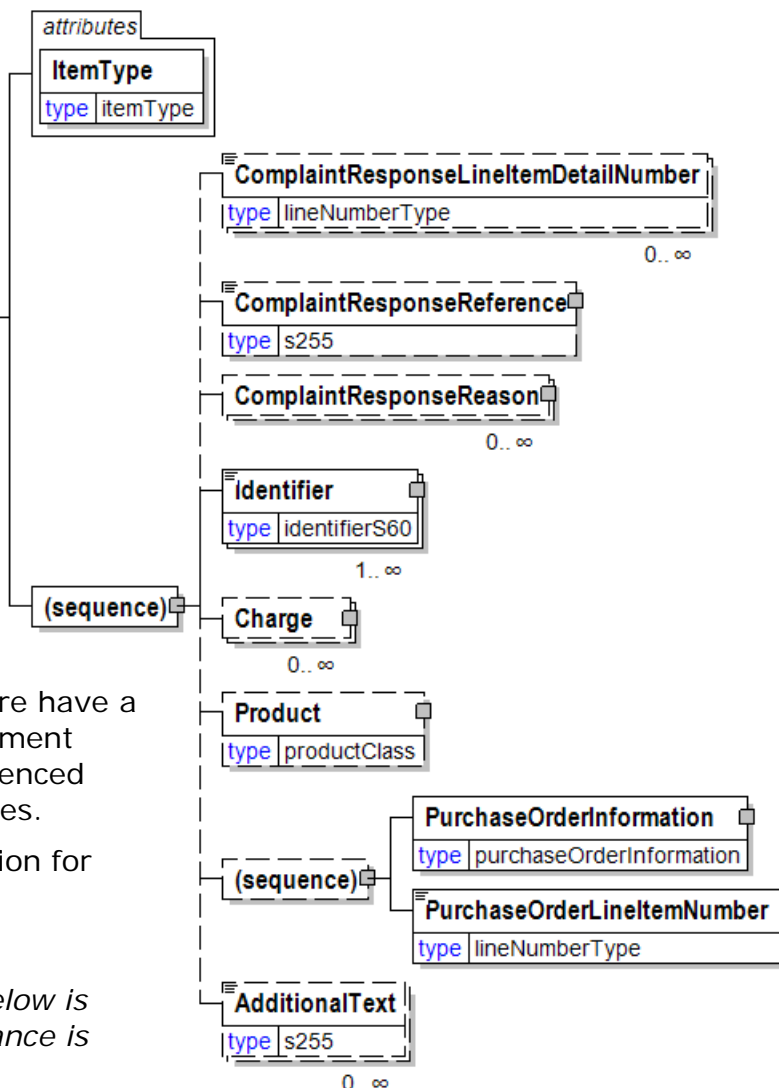 attributes
ItemType
type itemType
ComplaintResponseLineItemDetailNumber
type lineNumberType
0.. ∞
ComplaintResponseReference
type s255
ComplaintResponseReason
0.. ∞
Identifier
type identifierS60
1.. ∞
(sequence)
Charge
0.. ∞
re have a
Product
ment
type productClass
enced
es.
PurchaseOrderInformation
type purchaseOrderInformation
ion for
(sequence)
PurchaseOrderLineItemNumber
type lineNumberType
elow is
AdditionalText
ance is
type s255
0.. ∞